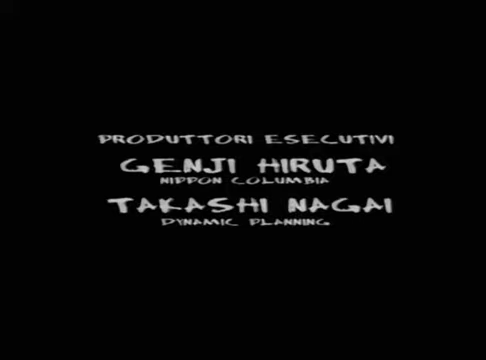 PRODUTTORI ESECUTIVI
GENJI HIRUTA
NIPPON COLUMBIA
TAKASHI NAGAI
DYNAMIC PLANNING